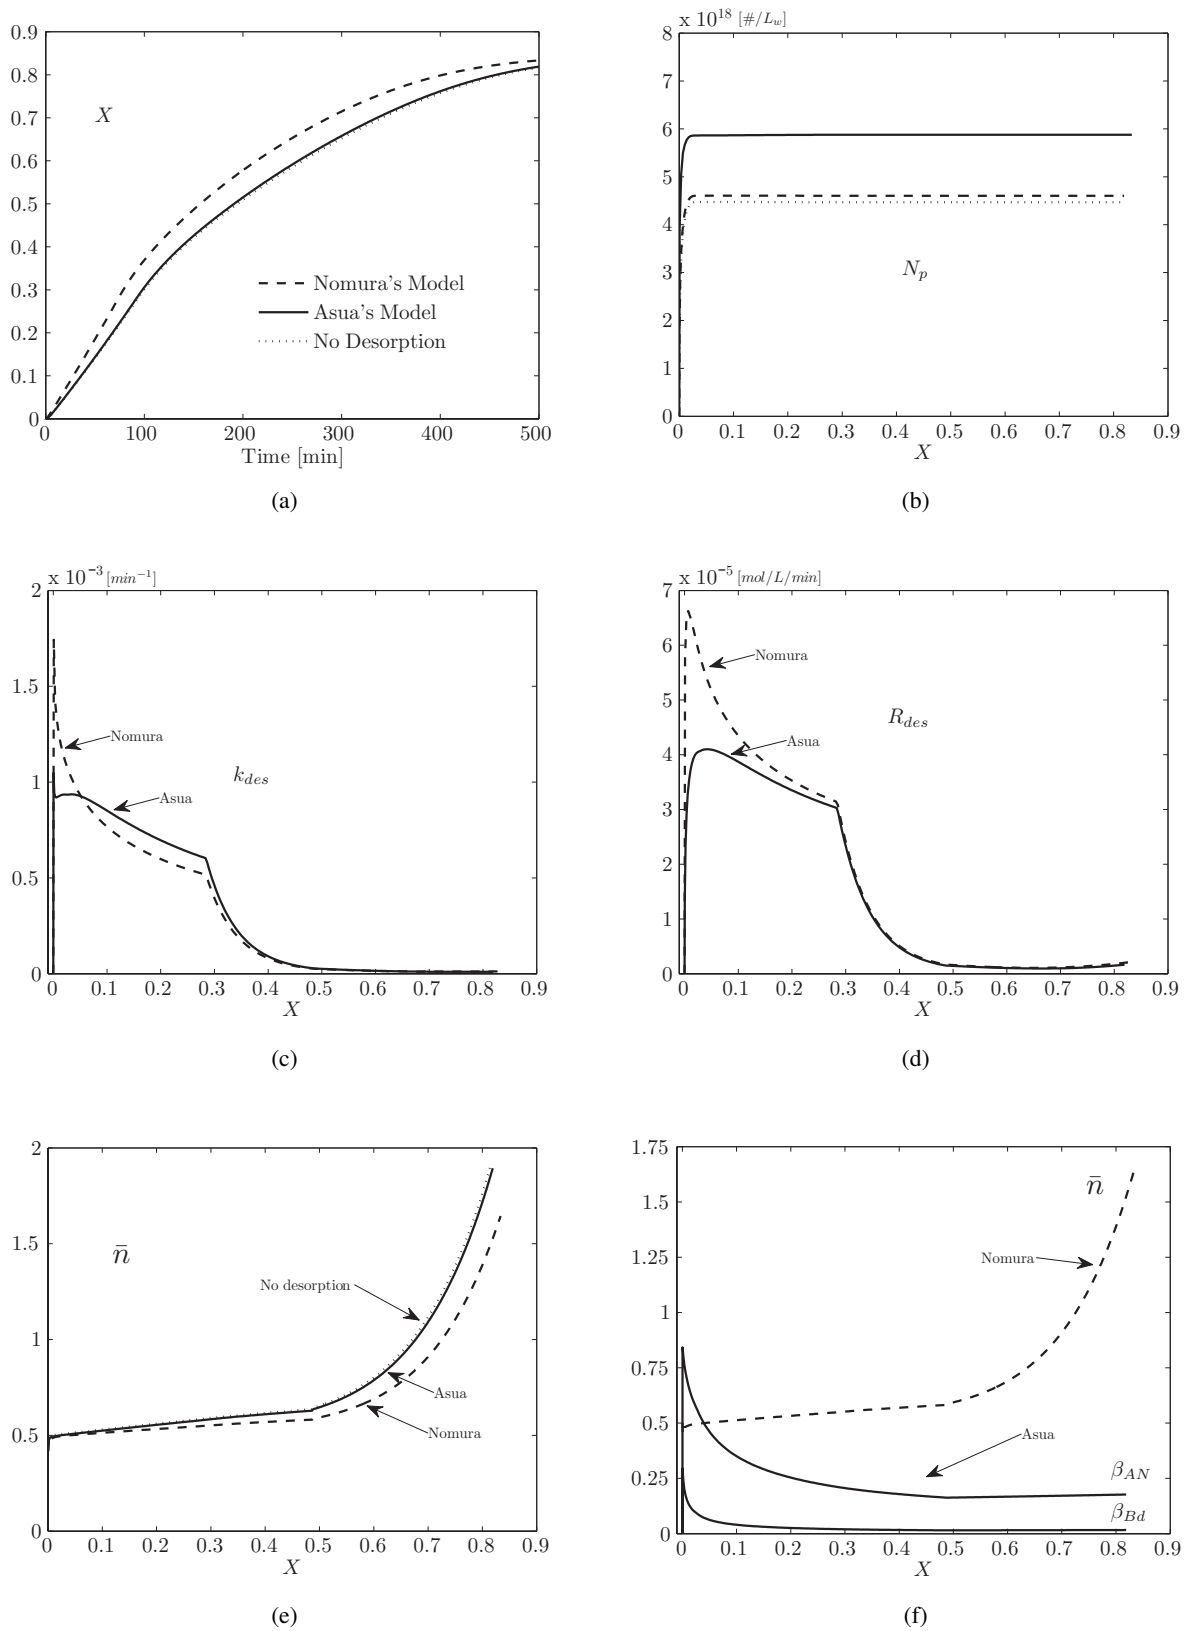 0.9
0.8
0.7
0.6
0.5
0.4
0.3
0.2
0.1
0
X
Nomura's Model
Asua's Model
No Desorption
0 100 200 300 400 500
Time [min]
(a)
x 10^18 [#/L_w]
8
7
6
5
4
3
2
1
0
N_p
0 0.1 0.2 0.3 0.4 0.5 0.6 0.7 0.8 0.9
X
(b)
x 10^-3 [min^-1]
2
1.5
1
0.5
0
Nomura
k_des
Asua
0 0.1 0.2 0.3 0.4 0.5 0.6 0.7 0.8 0.9
X
(c)
x 10^-5 [mol/L/min]
7
6
5
4
3
2
1
0
Nomura
R_des
Asua
0 0.1 0.2 0.3 0.4 0.5 0.6 0.7 0.8 0.9
X
(d)
2
1.5
1
0.5
0
n̄
No desorption
Asua
Nomura
0 0.1 0.2 0.3 0.4 0.5 0.6 0.7 0.8 0.9
X
(e)
1.75
1.5
1.25
1
0.75
0.5
0.25
0
n̄
Nomura
Asua
β_AN
β_Bd
0 0.1 0.2 0.3 0.4 0.5 0.6 0.7 0.8 0.9
X
(f)